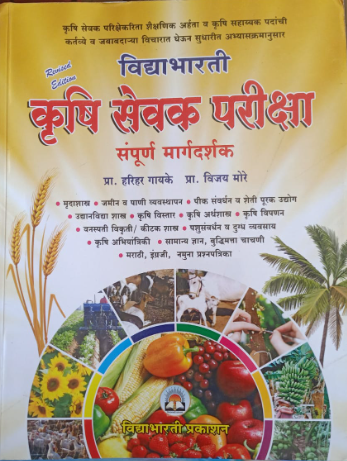 कृषि सेवक परिक्षेकरिता शैक्षणिक अर्हता व कृषि सहाय्यक पदांची
कर्तव्ये व जबाबदाऱ्या विचारात घेऊन सुधारीत अभ्यासक्रमानुसार
Revised
Edition
विद्याभारती
कृषि सेवक परीक्षा
संपूर्ण मार्गदर्शक
प्रा. हरिहर गायके प्रा. विजय मोरे
• मृदाशास्त्र • जमीन व पाणी व्यवस्थापन • पीक संवर्धन व शेती पूरक उद्योग
• उद्यानविद्या शास्त्र • कृषि विस्तार • कृषि अर्थशास्त्र • कृषि विपणन
• वनस्पती विकृती/ कीटक शास्त्र • पशुसंवर्धन व दुग्ध व्यवसाय
• कृषि अभियांत्रिकी • सामान्य ज्ञान, बुद्धिमत्ता चाचणी
• मराठी, इंग्रजी, नमुना प्रश्नपत्रिका
विद्याभारती प्रकाशन